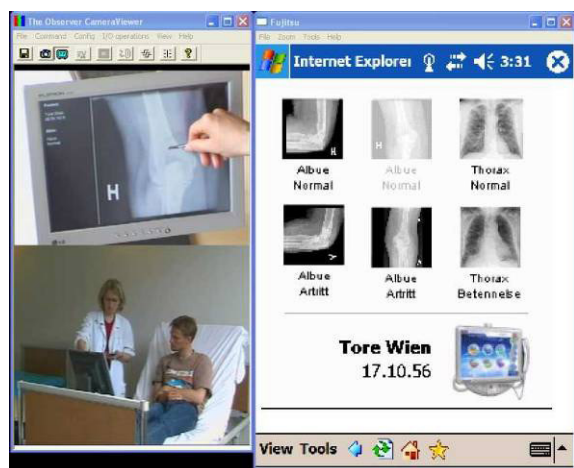 The Observer CameraViewer
File Command Config I/O operations View Help
H
LG
Fujitsu
File Zoom Tools Help
Internet Explorer 3:31
H
Albue
Normal
Albue
Normal
Thorax
Normal
Albue
Artritt
Albue
Artritt
Thorax
Betennelse
Tore Wien
17.10.56
View Tools